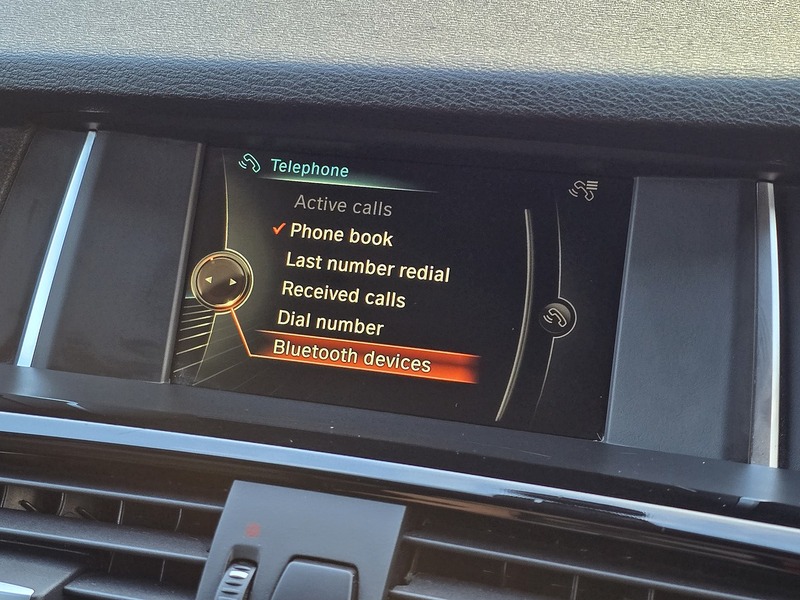 Telephone
Active calls
Phone book
Last number redial
Received calls
Dial number
Bluetooth devices